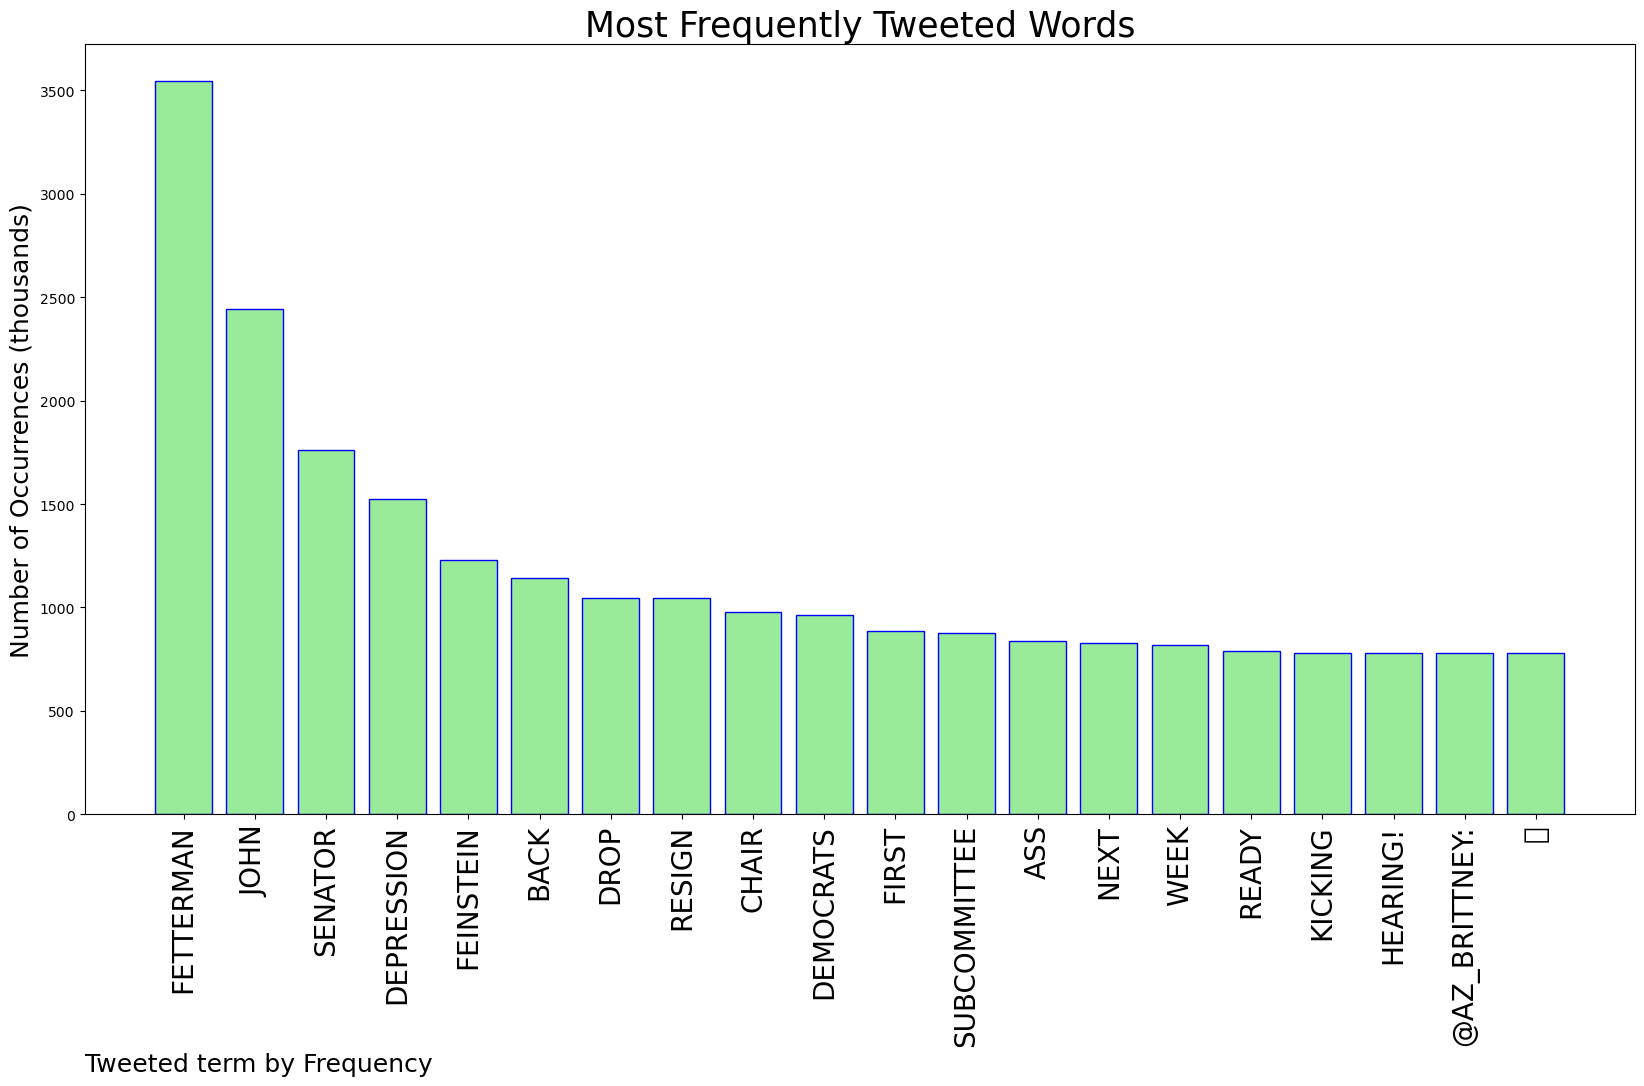 Most Frequently Tweeted Words
Number of Occurrences (thousands)
3500
3000
2500
2000
1500
1000
500
0
FETTERMAN
JOHN
SENATOR
DEPRESSION
FEINSTEIN
BACK
DROP
RESIGN
CHAIR
DEMOCRATS
FIRST
SUBCOMMITTEE
ASS
NEXT
WEEK
READY
KICKING
HEARING!
@AZ_BRITTNEY:
Tweeted term by Frequency